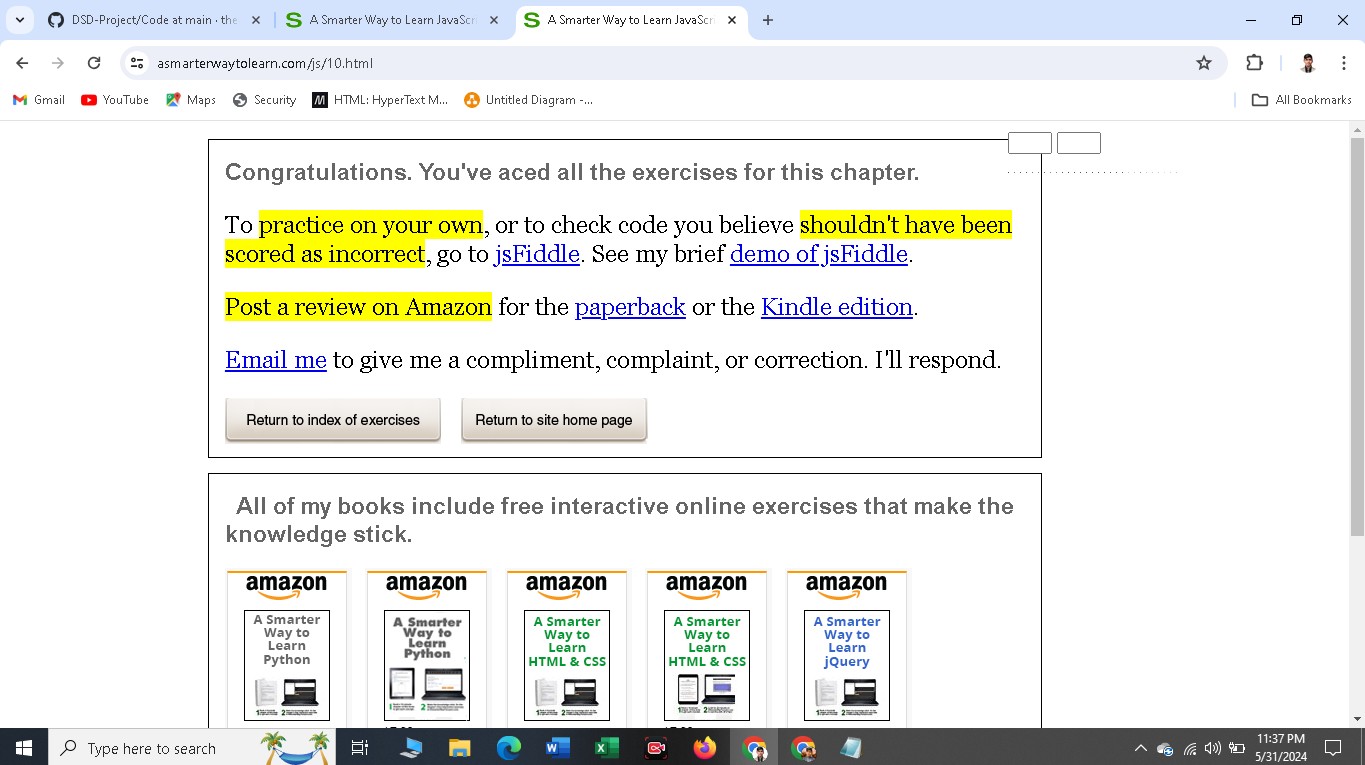 DSD-Project/Code at main · the
A Smarter Way to Learn JavaScri
A Smarter Way to Learn JavaScri
asmarterwaytolearn.com/js/10.html
Gmail
YouTube
Maps
Security
HTML: HyperText M...
Untitled Diagram -...
All Bookmarks
Congratulations. You've aced all the exercises for this chapter.
To practice on your own, or to check code you believe shouldn't have been
scored as incorrect, go to jsFiddle. See my brief demo of jsFiddle.
Post a review on Amazon for the paperback or the Kindle edition.
Email me to give me a compliment, complaint, or correction. I'll respond.
Return to index of exercises
Return to site home page
All of my books include free interactive online exercises that make the
knowledge stick.
amazon
amazon
amazon
amazon
amazon
A Smarter
Way to
Learn
Python
A Smarter
Way to
Learn
Python
A Smarter
Way to
Learn
HTML & CSS
A Smarter
Way to
Learn
HTML & CSS
A Smarter
Way to
Learn
jQuery
Type here to search
11:37 PM
5/31/2024